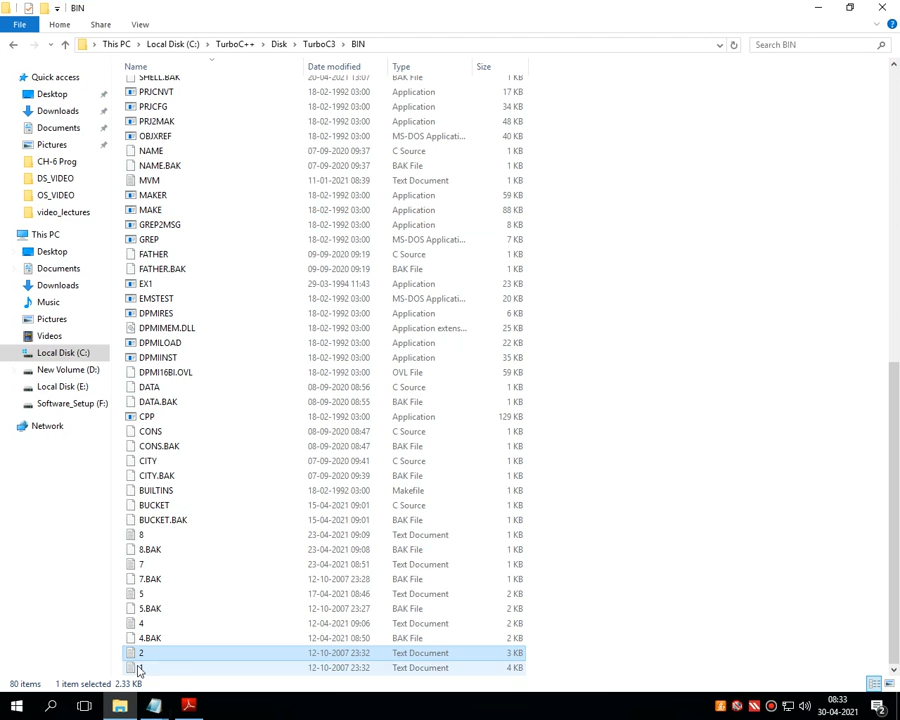 BIN
File Home Share View
This PC Local Disk (C:) TurboC++ Disk TurboC3 BIN Search BIN
Quick access
Desktop
Downloads
Documents
Pictures
CH-6 Prog
DS_VIDEO
OS_VIDEO
video_lectures
This PC
Desktop
Documents
Downloads
Music
Pictures
Videos
Local Disk (C:)
New Volume (D:)
Local Disk (E:)
Software_Setup (F:)
Network
Name Date modified Type Size
SHELL.BAK 20-04-2021 13:07 BAK File 1 KB
PRJCNVT 18-02-1992 03:00 Application 17 KB
PRJCFG 18-02-1992 03:00 Application 34 KB
PRJ2MAK 18-02-1992 03:00 Application 48 KB
OBJXREF 18-02-1992 03:00 MS-DOS Applicati... 40 KB
NAME 07-09-2020 09:37 C Source 1 KB
NAME.BAK 07-09-2020 09:37 BAK File 1 KB
MVM 11-01-2021 08:39 Text Document 1 KB
MAKER 18-02-1992 03:00 Application 59 KB
MAKE 18-02-1992 03:00 Application 88 KB
GREP2MSG 18-02-1992 03:00 Application 8 KB
GREP 18-02-1992 03:00 MS-DOS Applicati... 7 KB
FATHER 09-09-2020 09:19 C Source 1 KB
FATHER.BAK 09-09-2020 09:19 BAK File 1 KB
EX1 29-03-1994 11:43 Application 23 KB
EMSTEST 18-02-1992 03:00 MS-DOS Applicati... 20 KB
DPMIRES 18-02-1992 03:00 Application 6 KB
DPMIMEM.DLL 18-02-1992 03:00 Application extens... 25 KB
DPMILOAD 18-02-1992 03:00 Application 22 KB
DPMIINST 18-02-1992 03:00 Application 35 KB
DPMI16BI.OVL 18-02-1992 03:00 OVL File 59 KB
DATA 08-09-2020 08:56 C Source 1 KB
DATA.BAK 08-09-2020 08:55 BAK File 1 KB
CPP 18-02-1992 03:00 Application 129 KB
CONS 08-09-2020 08:47 C Source 1 KB
CONS.BAK 08-09-2020 08:47 BAK File 1 KB
CITY 07-09-2020 09:41 C Source 1 KB
CITY.BAK 07-09-2020 09:39 BAK File 1 KB
BUILTINS 18-02-1992 03:00 Makefile 1 KB
BUCKET 15-04-2021 09:01 C Source 1 KB
BUCKET.BAK 15-04-2021 09:01 BAK File 1 KB
8 23-04-2021 09:09 Text Document 1 KB
8.BAK 23-04-2021 09:08 BAK File 1 KB
7 23-04-2021 08:51 Text Document 1 KB
7.BAK 12-10-2007 23:28 BAK File 1 KB
5 17-04-2021 08:46 Text Document 2 KB
5.BAK 12-10-2007 23:27 BAK File 2 KB
4 12-04-2021 09:06 Text Document 2 KB
4.BAK 12-04-2021 08:50 BAK File 2 KB
2 12-10-2007 23:32 Text Document 3 KB
1 12-10-2007 23:32 Text Document 4 KB
80 items 1 item selected 2.33 KB
08:33
30-04-2021
2